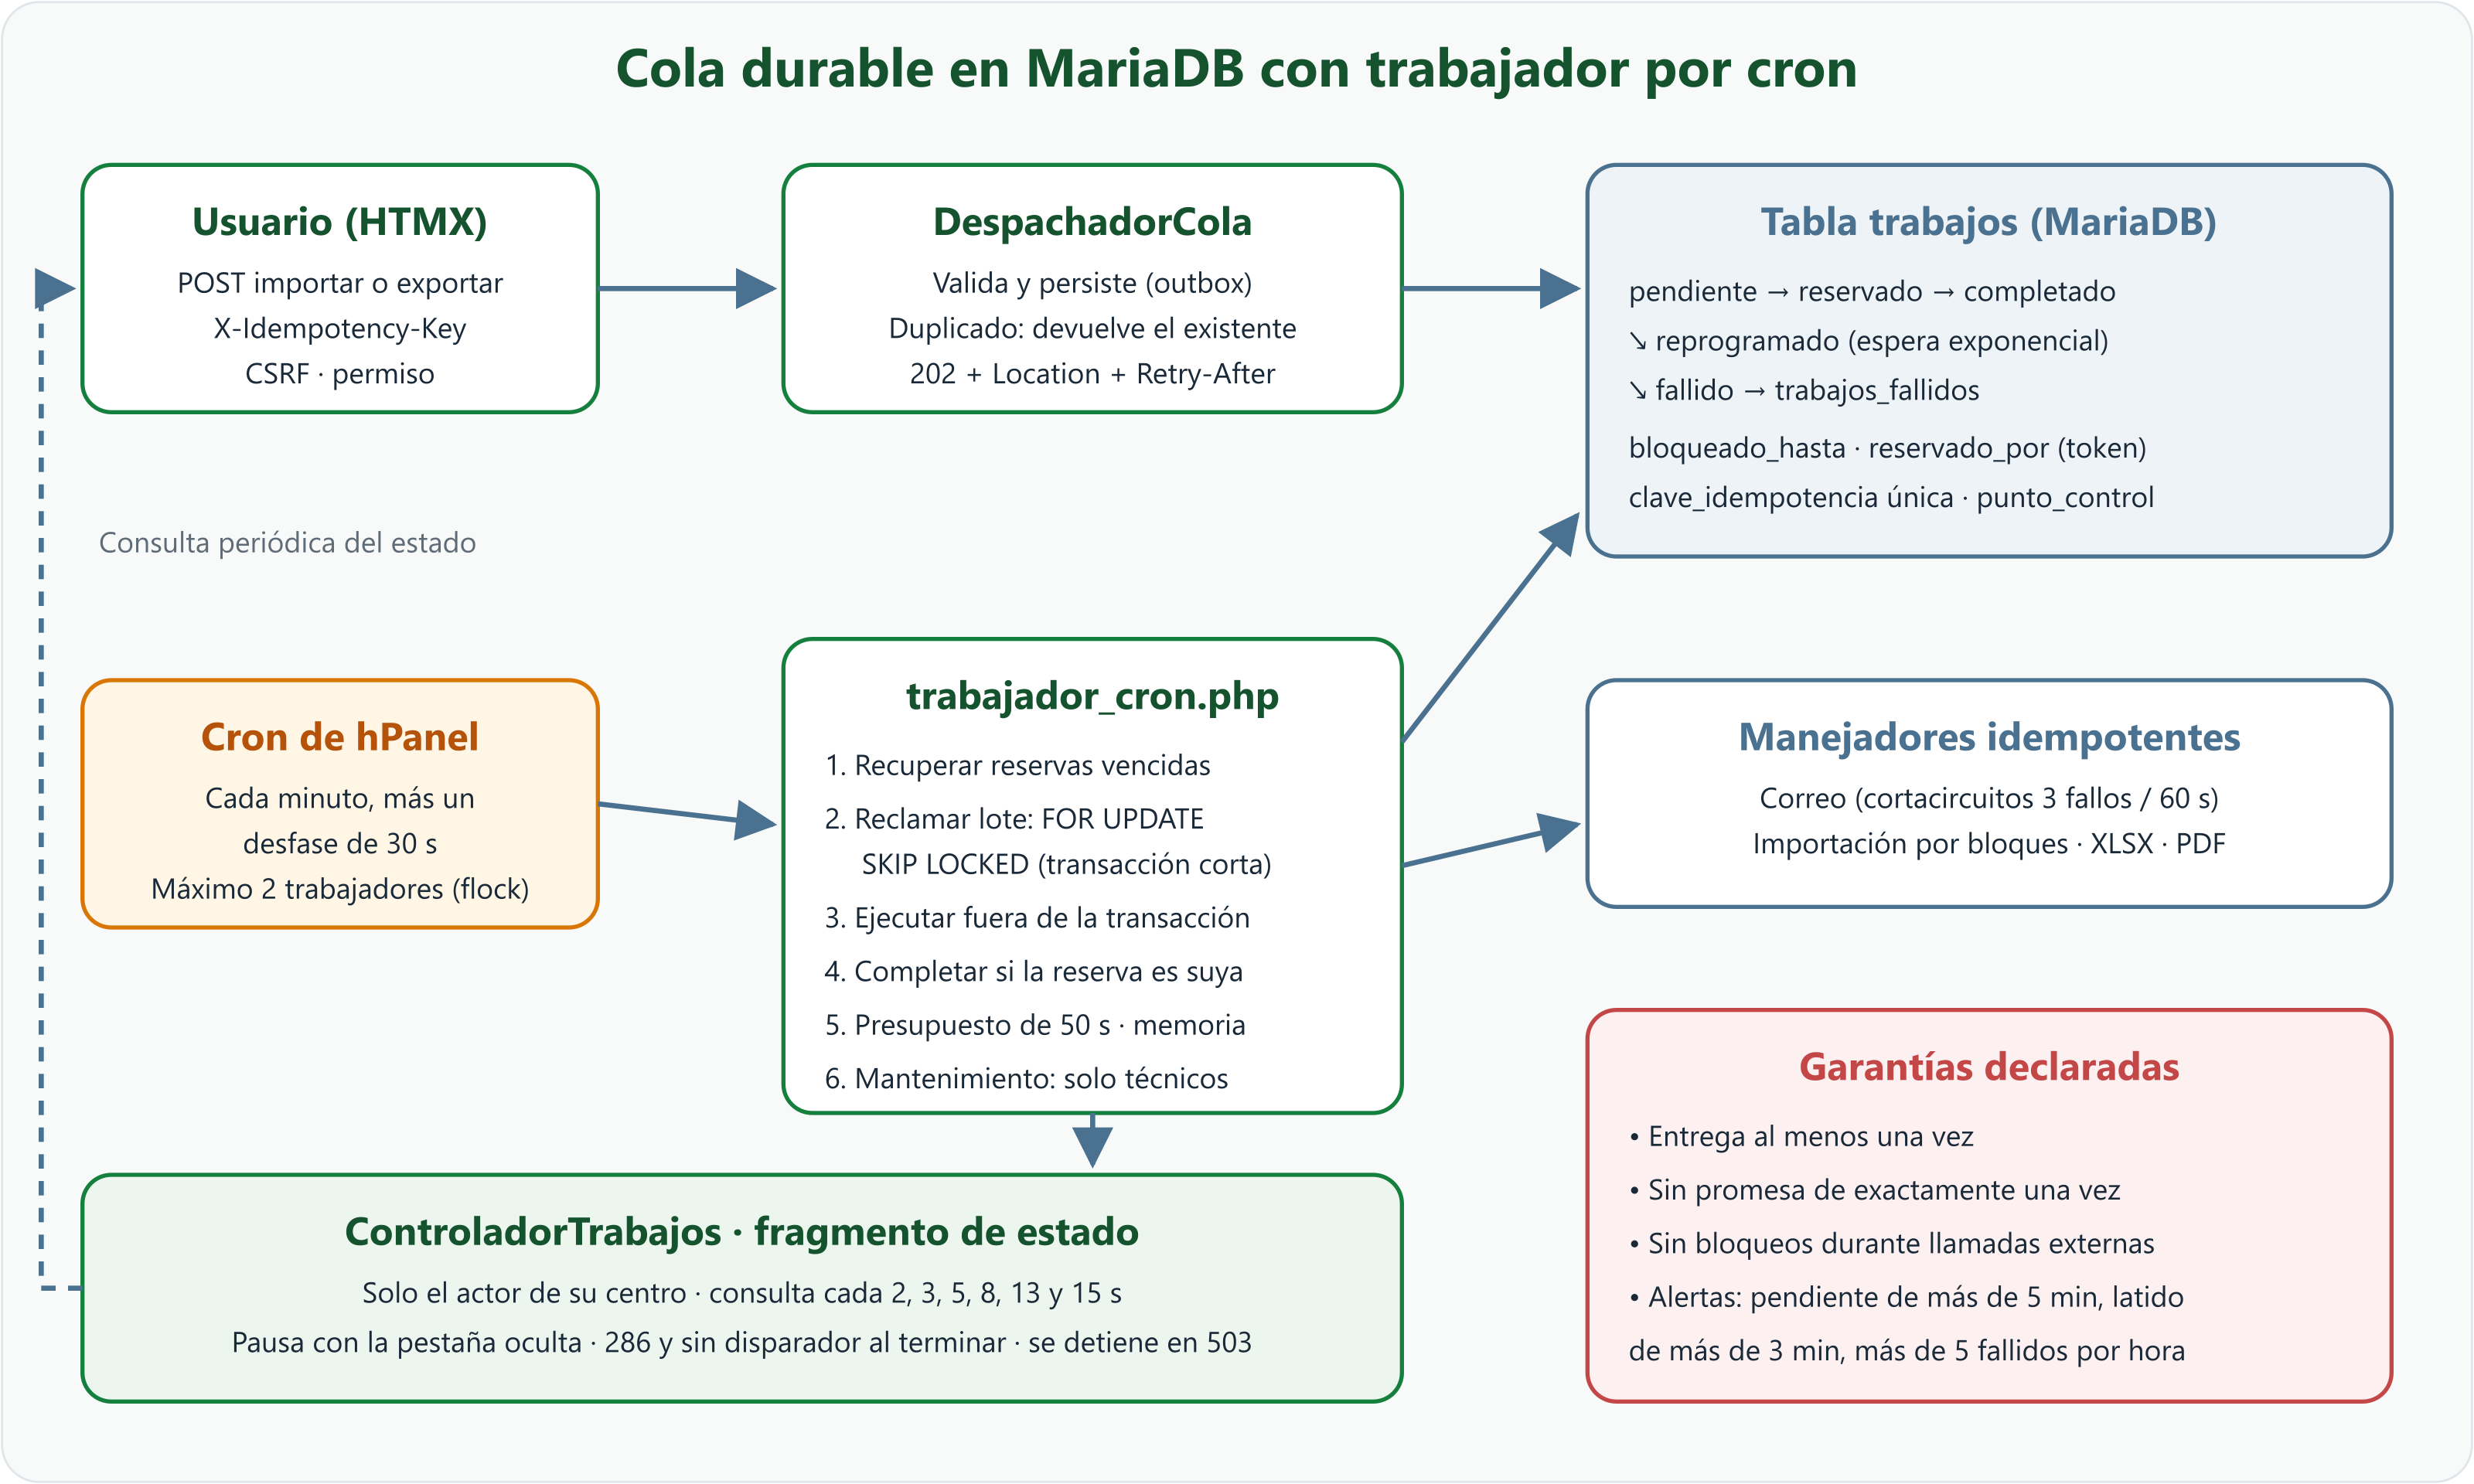 Cola durable en MariaDB con trabajador por cron
Usuario (HTMX)
POST importar o exportar
X-Idempotency-Key
CSRF · permiso
DespachadorCola
Valida y persiste (outbox)
Duplicado: devuelve el existente
202 + Location + Retry-After
Tabla trabajos (MariaDB)
pendiente → reservado → completado
↘ reprogramado (espera exponencial)
↘ fallido → trabajos_fallidos
bloqueado_hasta · reservado_por (token)
clave_idempotencia única · punto_control
Consulta periódica del estado
Cron de hPanel
Cada minuto, más un
desfase de 30 s
Máximo 2 trabajadores (flock)
trabajador_cron.php
1. Recuperar reservas vencidas
2. Reclamar lote: FOR UPDATE
SKIP LOCKED (transacción corta)
3. Ejecutar fuera de la transacción
4. Completar si la reserva es suya
5. Presupuesto de 50 s · memoria
6. Mantenimiento: solo técnicos
Manejadores idempotentes
Correo (cortacircuitos 3 fallos / 60 s)
Importación por bloques · XLSX · PDF
Garantías declaradas
• Entrega al menos una vez
• Sin promesa de exactamente una vez
• Sin bloqueos durante llamadas externas
• Alertas: pendiente de más de 5 min, latido
de más de 3 min, más de 5 fallidos por hora
ControladorTrabajos · fragmento de estado
Solo el actor de su centro · consulta cada 2, 3, 5, 8, 13 y 15 s
Pausa con la pestaña oculta · 286 y sin disparador al terminar · se detiene en 503